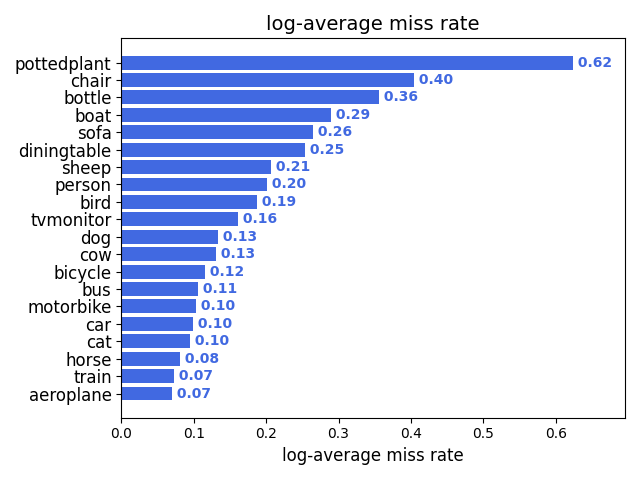 log-average miss rate
pottedplant 0.62
chair 0.40
bottle 0.36
boat 0.29
sofa 0.26
diningtable 0.25
sheep 0.21
person 0.20
bird 0.19
tvmonitor 0.16
dog 0.13
cow 0.13
bicycle 0.12
bus 0.11
motorbike 0.10
car 0.10
cat 0.10
horse 0.08
train 0.07
aeroplane 0.07
0.0 0.1 0.2 0.3 0.4 0.5 0.6
log-average miss rate